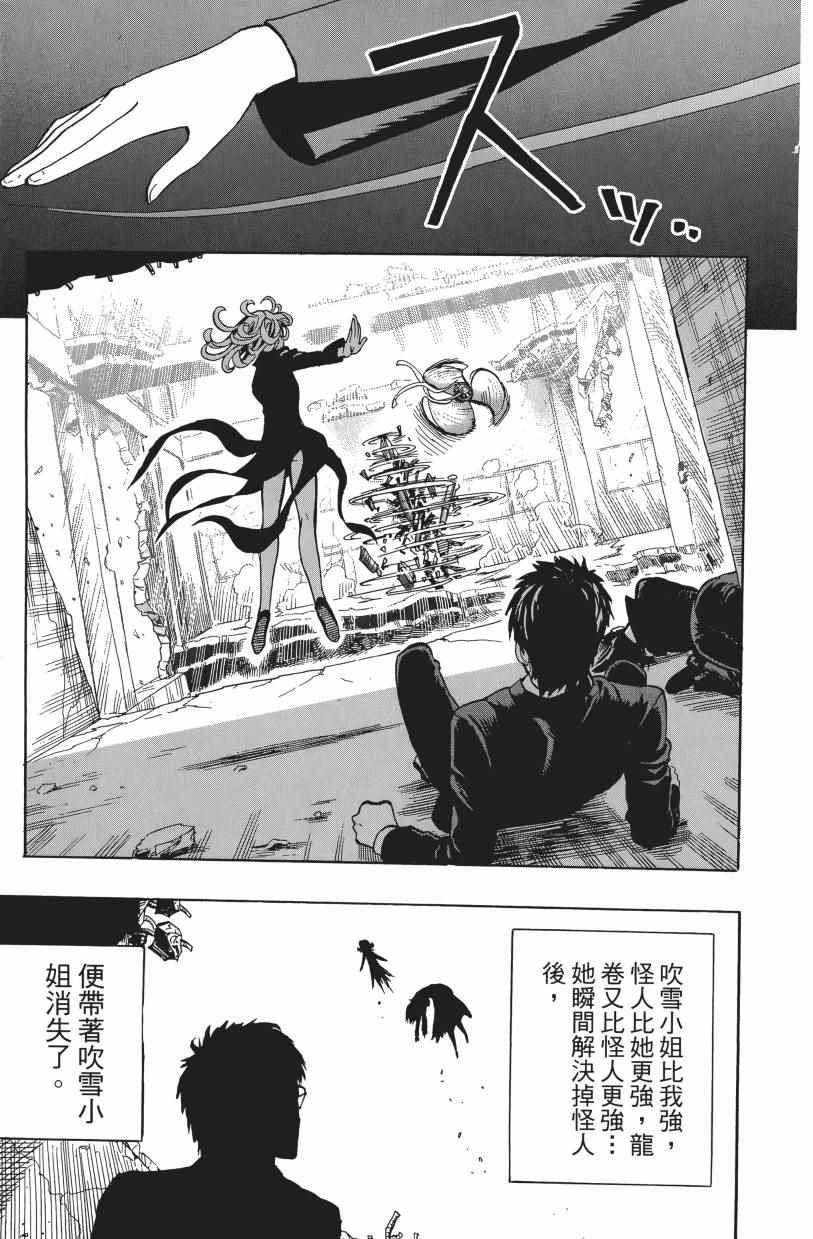 スッ‥
吹雪小姐比我強，
怪人比她更強，龍
卷又比怪人更強…
她瞬間解決掉怪人
後，
便帶著吹雪小
姐消失了。